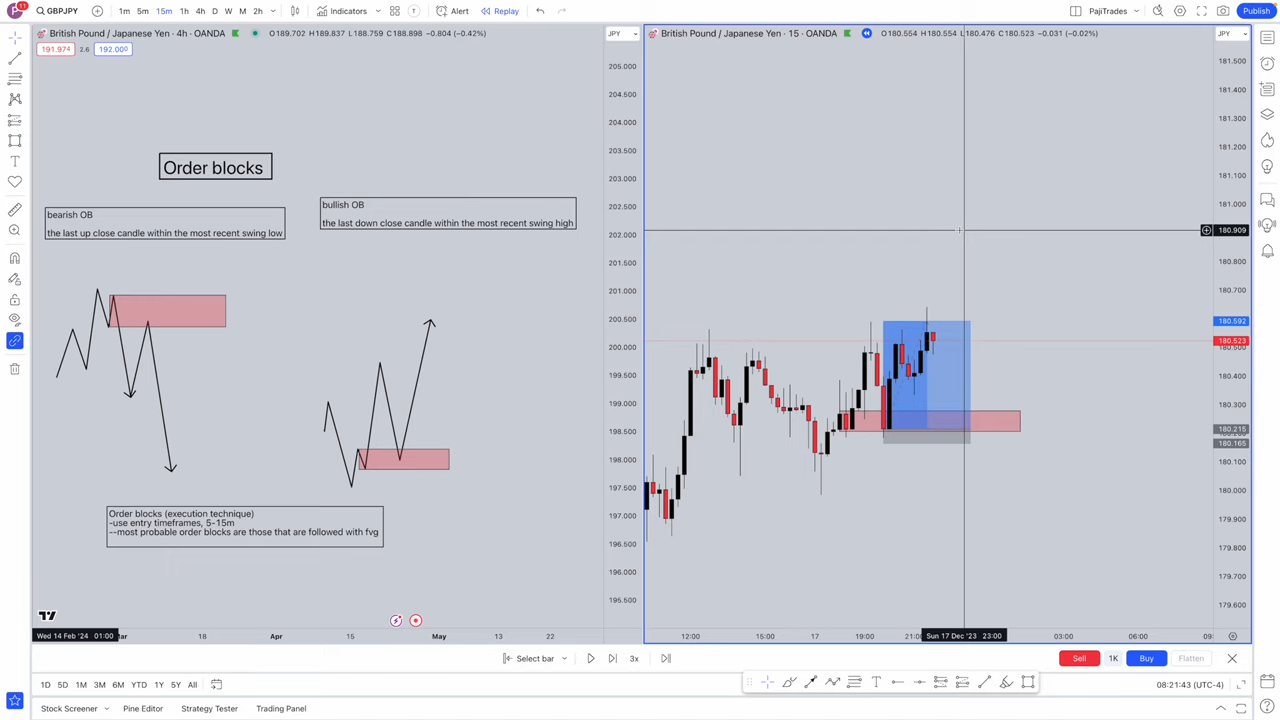 11
GBPJPY
1m 5m 15m 1h 4h D W M 2h
Indicators
Alert
Replay
PajiTrades
Publish
British Pound / Japanese Yen · 4h · OANDA O189.702 H189.837 L188.759 C188.898 −0.804 (−0.42%)
JPY
191.974 2.6 192.000
British Pound / Japanese Yen · 15 · OANDA O180.554 H180.554 L180.476 C180.523 −0.031 (−0.02%)
JPY
Order blocks
bearish OB
the last up close candle within the most recent swing low
bullish OB
the last down close candle within the most recent swing high
Order blocks (execution technique)
-use entry timeframes, 5-15m
--most probable order blocks are those that are followed with fvg
205.000
204.000
203.500
203.000
202.500
202.000
201.500
201.000
200.500
200.000
199.500
199.000
198.500
198.000
197.500
197.000
196.500
196.000
195.500
181.500
181.400
181.300
181.200
181.100
181.000
180.909
180.800
180.700
180.592
180.523
180.400
180.300
180.215
180.165
180.100
180.000
179.900
179.800
179.700
179.600
Wed 14 Feb '24 01:00 Mar 18 Apr 15 May 13 22
12:00 15:00 17 19:00 21:00 Sun 17 Dec '23 23:00 03:00 06:00 09:
Select bar
3x
Sell 1K Buy Flatten
1D 5D 1M 3M 6M YTD 1Y 5Y All
08:21:43 (UTC-4)
Stock Screener Pine Editor Strategy Tester Trading Panel